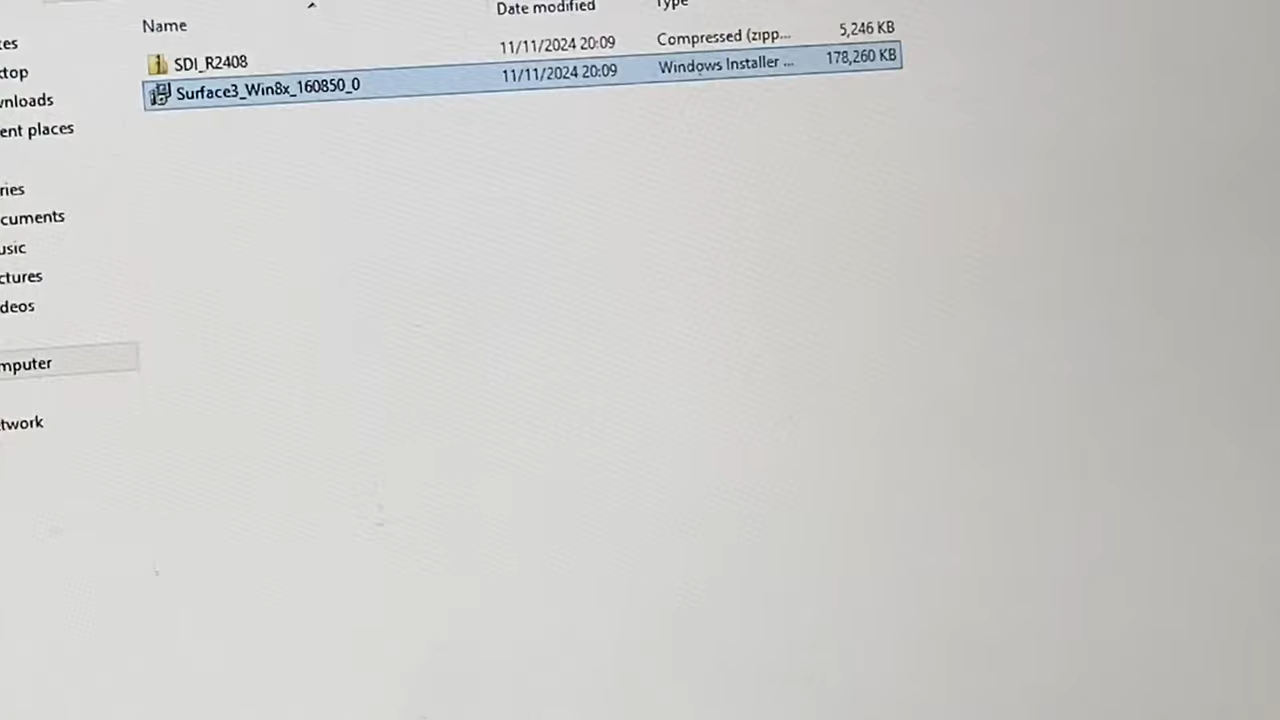 Name Date modified Type
SDI_R2408 11/11/2024 20:09 Compressed (zipp... 5,246 KB
Surface3_Win8x_160850_0 11/11/2024 20:09 Windows Installer ... 178,260 KB
tes
ktop
wnloads
ent places
ries
cuments
usic
ctures
deos
mputer
twork